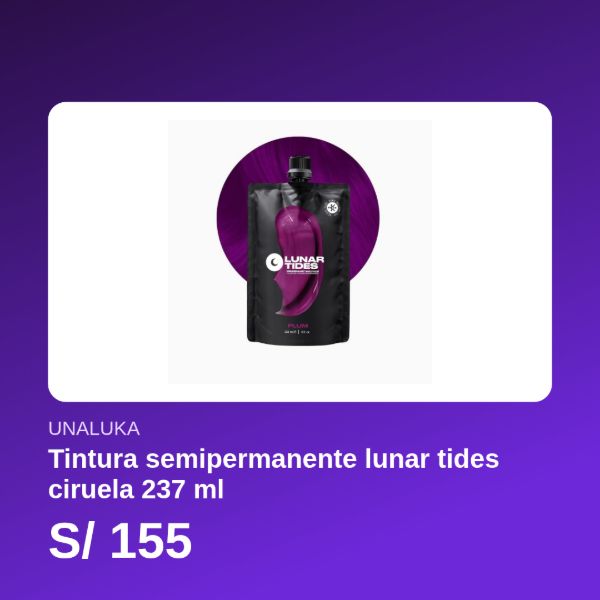 LUNAR
TIDES
PLUM
UNALUKA
Tintura semipermanente lunar tides
ciruela 237 ml
S/ 155